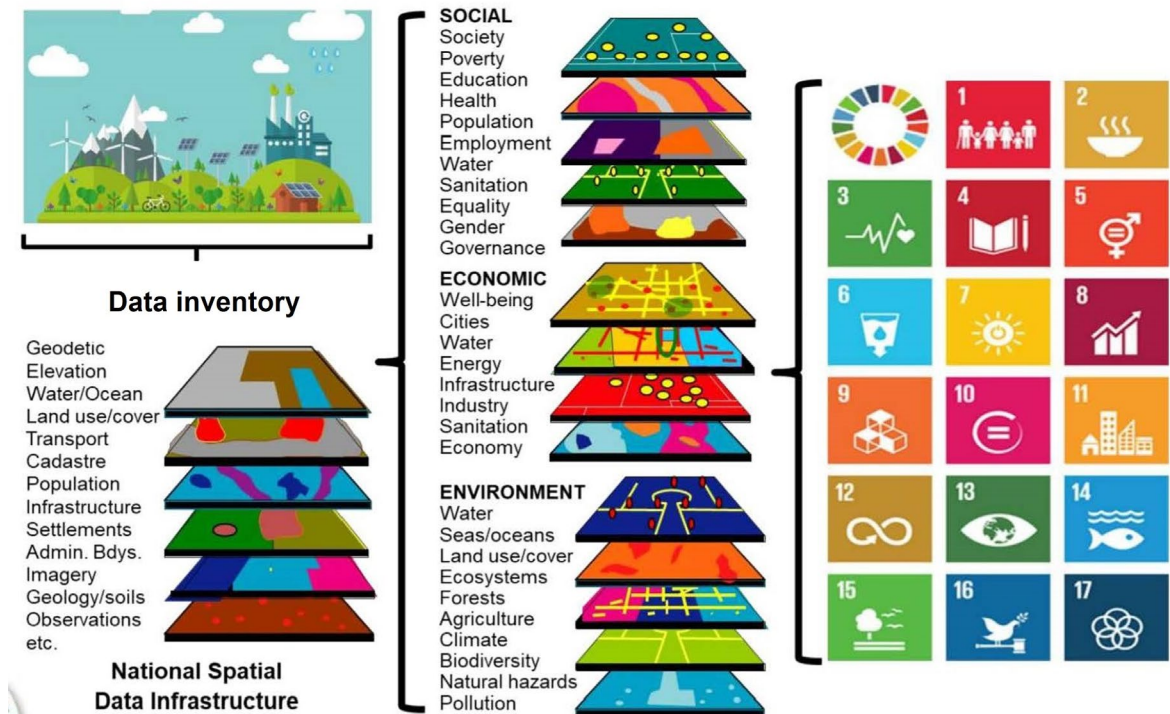 Data inventory
Geodetic
Elevation
Water/Ocean
Land use/cover
Transport
Cadastre
Population
Infrastructure
Settlements
Admin. Bdys.
Imagery
Geology/soils
Observations
etc.
National Spatial
Data Infrastructure
SOCIAL
Society
Poverty
Education
Health
Population
Employment
Water
Sanitation
Equality
Gender
Governance
ECONOMIC
Well-being
Cities
Water
Energy
Infrastructure
Industry
Sanitation
Economy
ENVIRONMENT
Water
Seas/oceans
Land use/cover
Ecosystems
Forests
Agriculture
Climate
Biodiversity
Natural hazards
Pollution
1
2
3
4
5
6
7
8
9
10
11
12
13
14
15
16
17